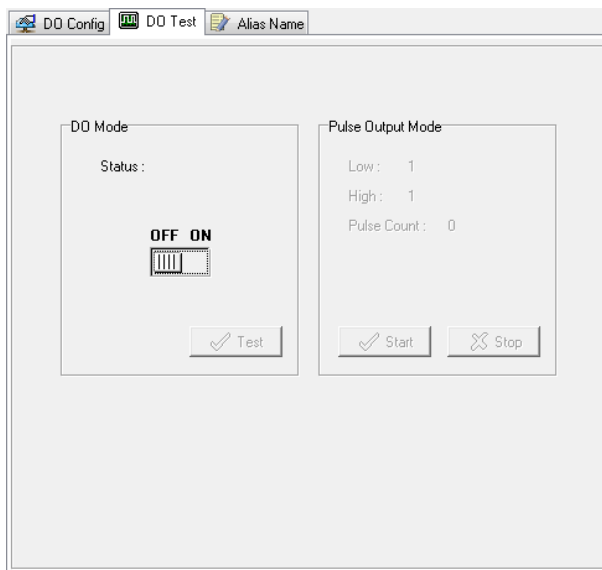 DO Config DO Test Alias Name
DO Mode
Status :
OFF ON
Test
Pulse Output Mode
Low : 1
High : 1
Pulse Count : 0
Start Stop